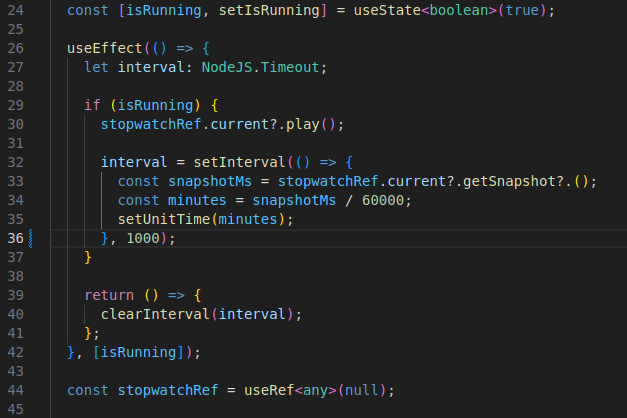 24 const [isRunning, setIsRunning] = useState<boolean>(true);
25
26 useEffect(() => {
27 let interval: NodeJS.Timeout;
28
29 if (isRunning) {
30 stopwatchRef.current?.play();
31
32 interval = setInterval(() => {
33 const snapshotMs = stopwatchRef.current?.getSnapshot?.();
34 const minutes = snapshotMs / 60000;
35 setUnitTime(minutes);
36 }, 1000);
37 }
38
39 return () => {
40 clearInterval(interval);
41 };
42 }, [isRunning]);
43
44 const stopwatchRef = useRef<any>(null);
45